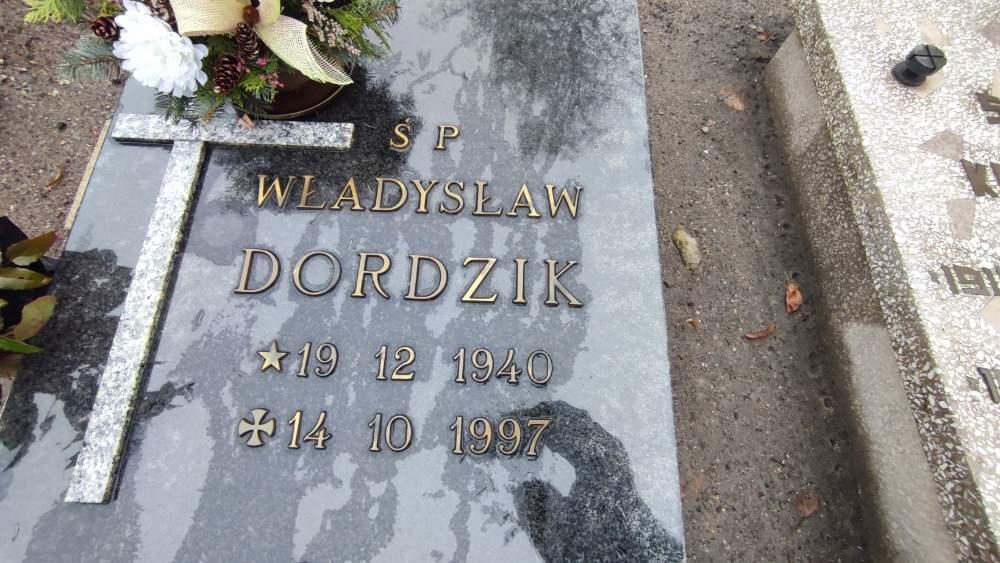 Ś P
WŁADYSŁAW
DORDZIK
19 12 1940
14 10 1997